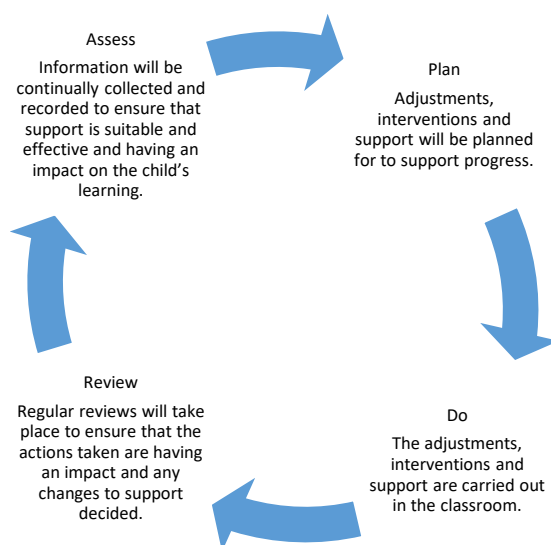 Assess
Information will be
continually collected and
recorded to ensure that
support is suitable and
effective and having an
impact on the child's
learning.
Plan
Adjustments,
interventions and
support will be planned
for to support progress.
Do
The adjustments,
interventions and
support are carried out
in the classroom.
Review
Regular reviews will take
place to ensure that the
actions taken are having
an impact and any
changes to support
decided.